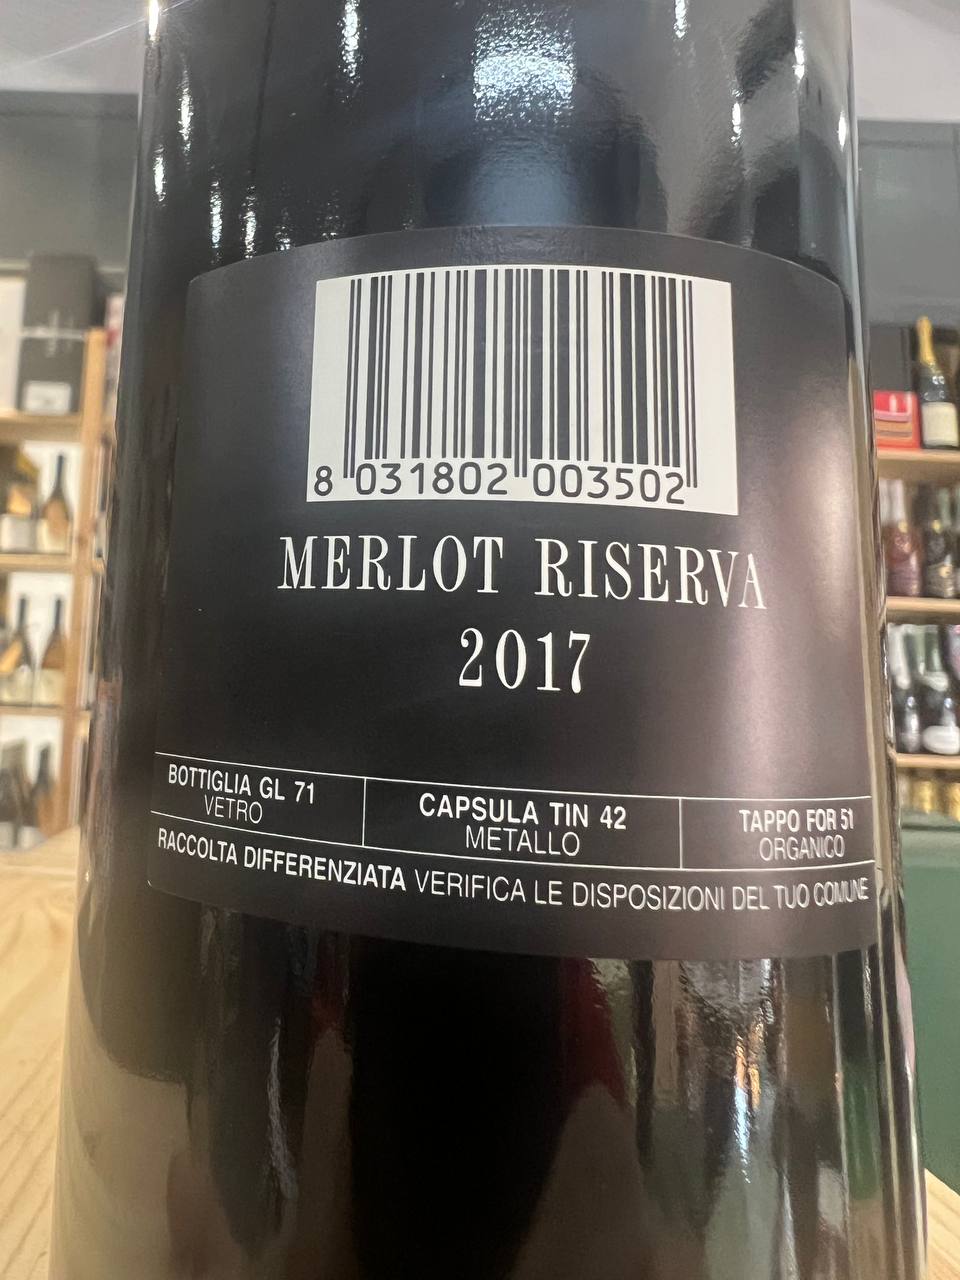 8 031802 003502
MERLOT RISERVA
2017
BOTTIGLIA GL 71
VETRO
CAPSULA TIN 42
METALLO
TAPPO FOR 51
ORGANICO
RACCOLTA DIFFERENZIATA VERIFICA LE DISPOSIZIONI DEL TUO COMUNE